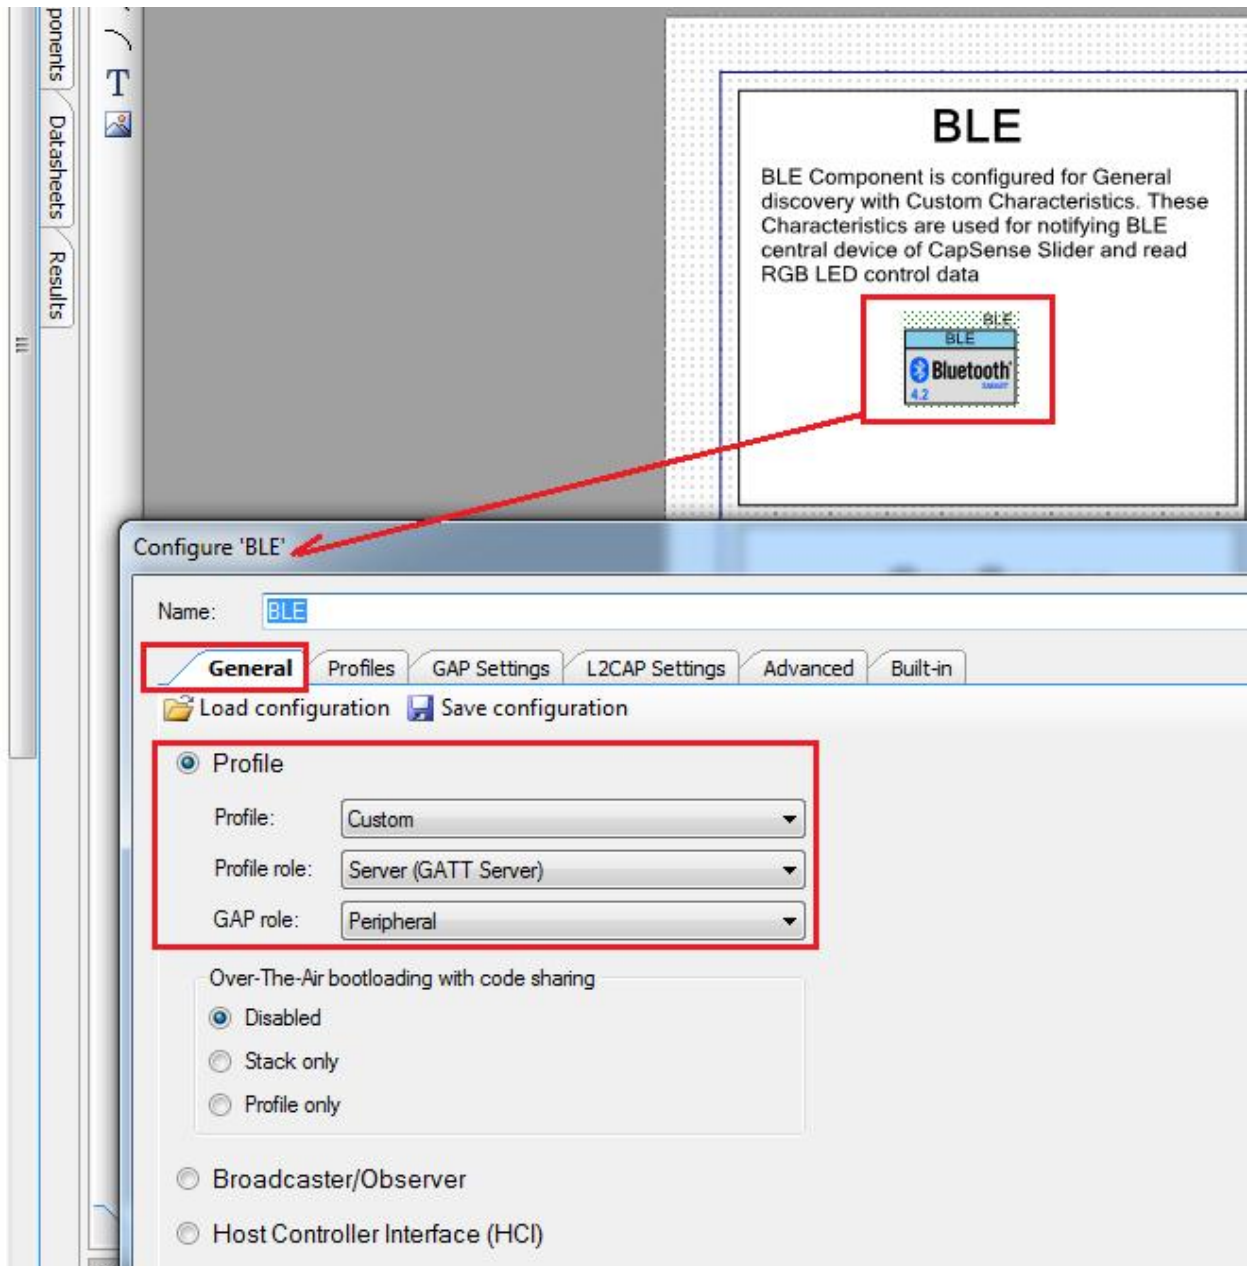 ponents
Datasheets
Results
T
BLE
BLE Component is configured for General
discovery with Custom Characteristics. These
Characteristics are used for notifying BLE
central device of CapSense Slider and read
RGB LED control data
BLE
BLE
Bluetooth
SMART
4.2
Configure 'BLE'
Name: BLE
General Profiles GAP Settings L2CAP Settings Advanced Built-in
Load configuration Save configuration
Profile
Profile: Custom
Profile role: Server (GATT Server)
GAP role: Peripheral
Over-The-Air bootloading with code sharing
Disabled
Stack only
Profile only
Broadcaster/Observer
Host Controller Interface (HCI)